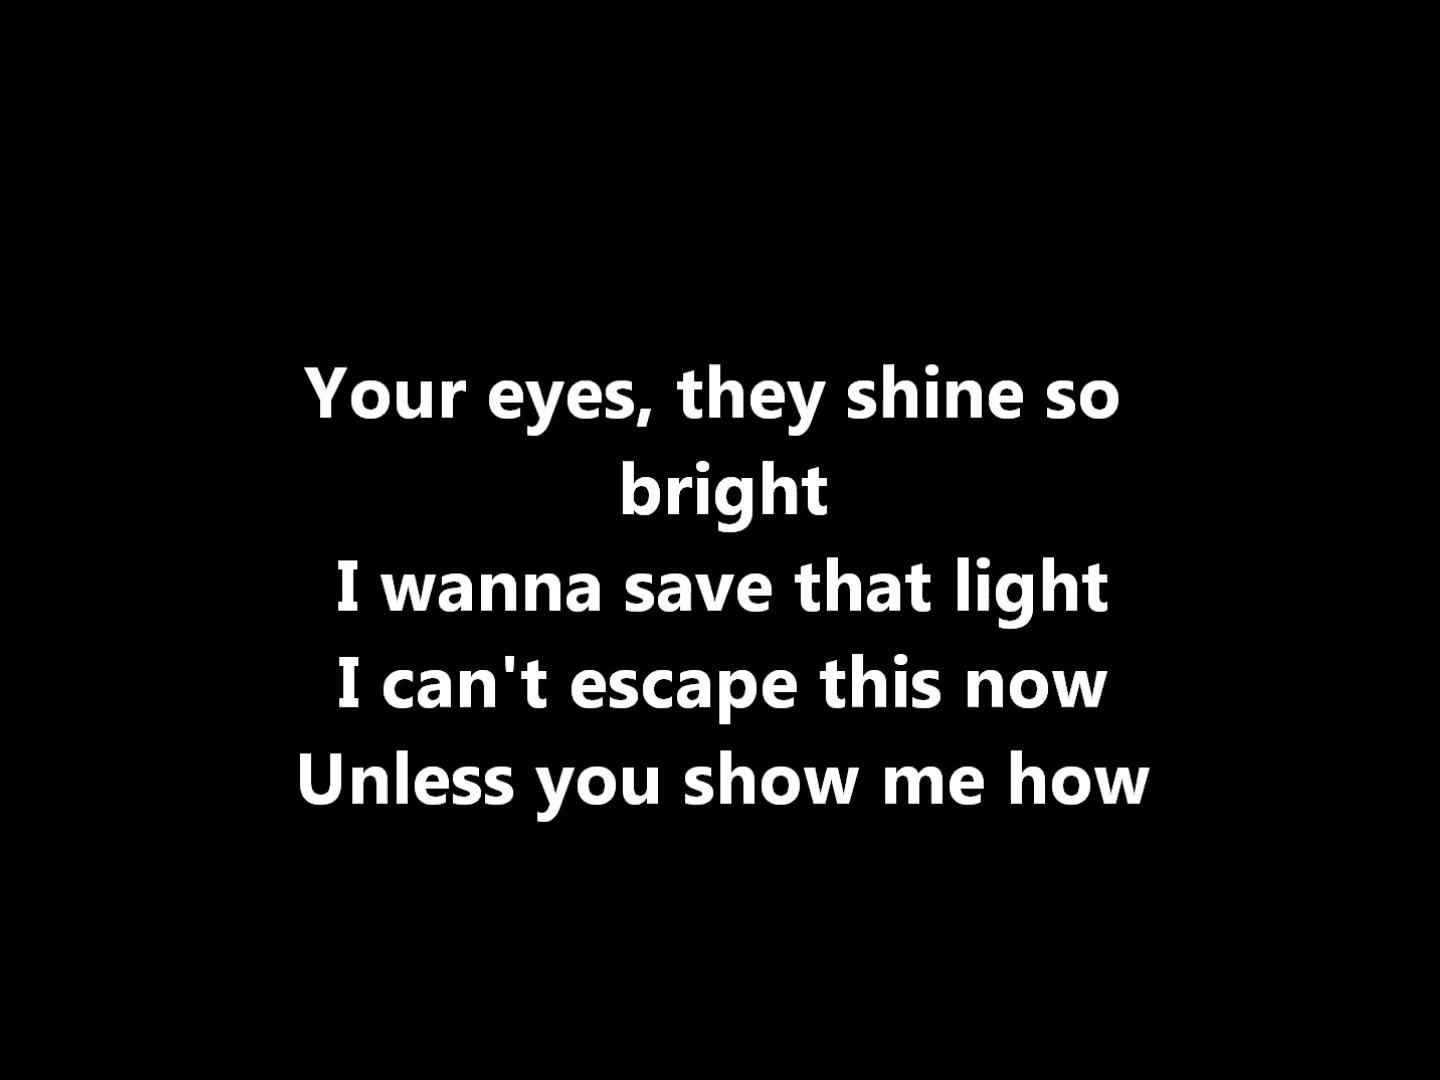 Your eyes, they shine so
bright
I wanna save that light
I can't escape this now
Unless you show me how